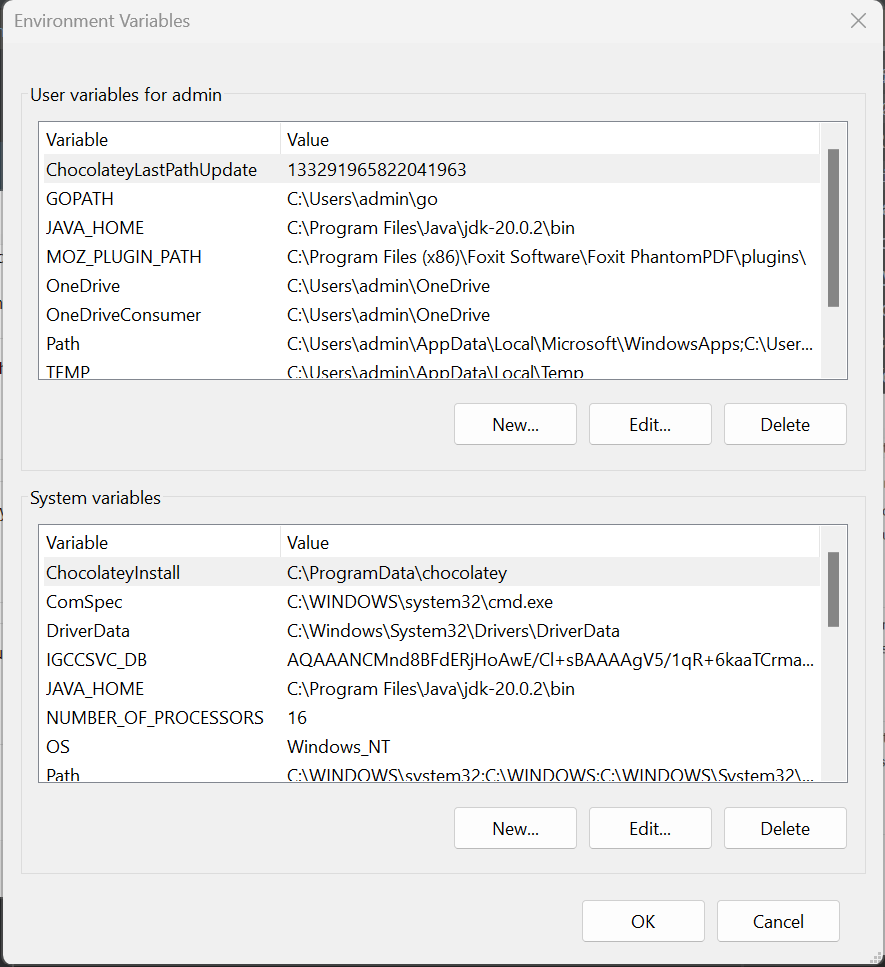 Environment Variables
User variables for admin
Variable Value
ChocolateyLastPathUpdate 133291965822041963
GOPATH C:\Users\admin\go
JAVA_HOME C:\Program Files\Java\jdk-20.0.2\bin
MOZ_PLUGIN_PATH C:\Program Files (x86)\Foxit Software\Foxit PhantomPDF\plugins\
OneDrive C:\Users\admin\OneDrive
OneDriveConsumer C:\Users\admin\OneDrive
Path C:\Users\admin\AppData\Local\Microsoft\WindowsApps;C:\User...
TEMP C:\Users\admin\AppData\Local\Temp
New... Edit... Delete
System variables
Variable Value
ChocolateyInstall C:\ProgramData\chocolatey
ComSpec C:\WINDOWS\system32\cmd.exe
DriverData C:\Windows\System32\Drivers\DriverData
IGCCSVC_DB AQAAANCMnd8BFdERjHoAwE/Cl+sBAAAAgV5/1qR+6kaaTCrma...
JAVA_HOME C:\Program Files\Java\jdk-20.0.2\bin
NUMBER_OF_PROCESSORS 16
OS Windows_NT
Path C:\WINDOWS\system32;C:\WINDOWS;C:\WINDOWS\System32\...
New... Edit... Delete
OK Cancel